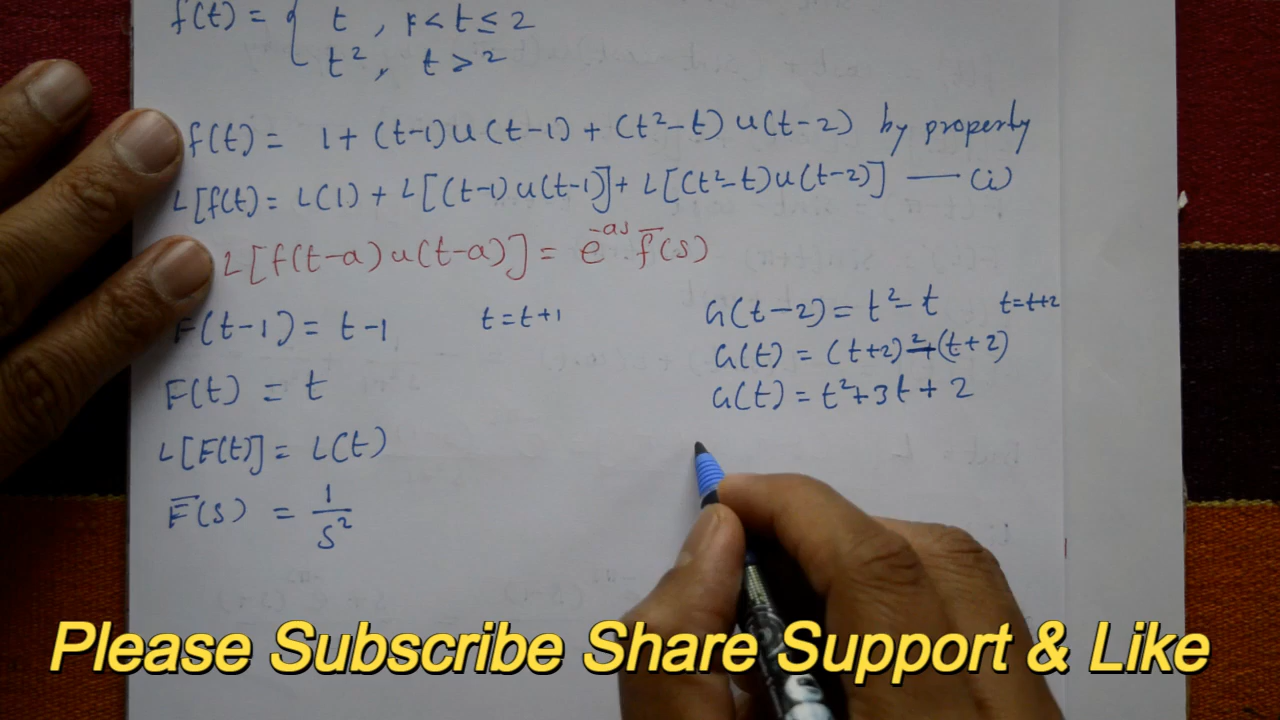 f(t) = { t , 1 < t ≤ 2
t², t > 2
f(t) = 1 + (t-1)u(t-1) + (t²-t) u(t-2) by property
L[f(t) = L(1) + L[(t-1)u(t-1)] + L[(t²-t)u(t-2)] — (i)
L[f(t-a)u(t-a)] = e^-as f̅(s)
F(t-1) = t-1 t=t+1
F(t) = t
L[F(t)] = L(t)
F̅(s) = 1/s²
G(t-2) = t²-t t=t+2
G(t) = (t+2)²-(t+2)
G(t) = t²+3t+2
Please Subscribe Share Support & Like